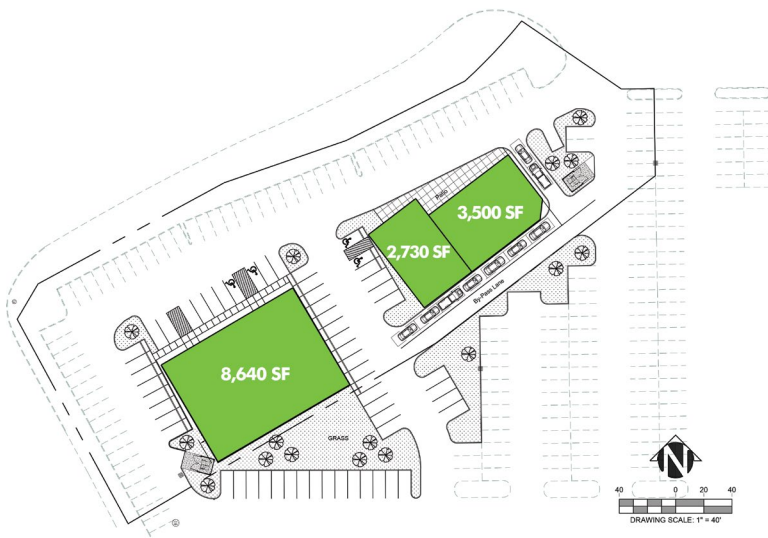 3,500 SF
Patio
2,730 SF
By-Pass Lane
8,640 SF
GRASS
N
40 0 20 40
DRAWING SCALE: 1" = 40'